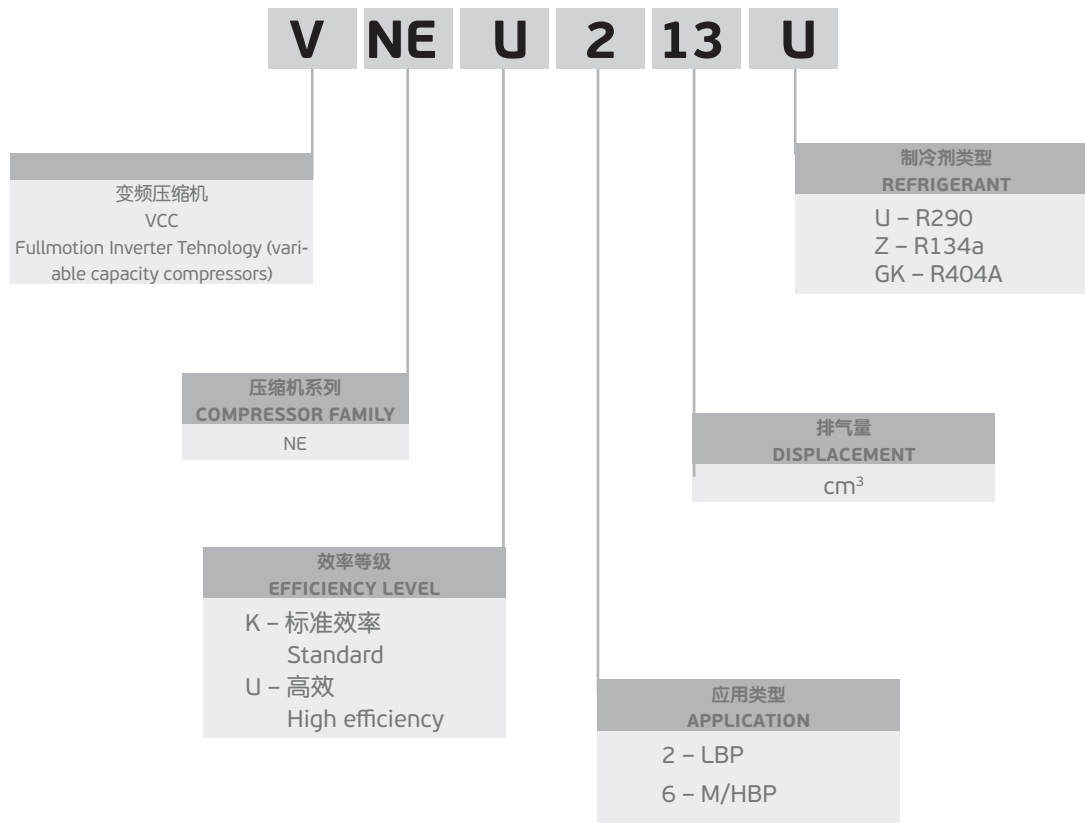 V NE U 2 13 U
制冷剂类型
REFRIGERANT
U – R290
Z – R134a
GK – R404A
变频压缩机
VCC
Fullmotion Inverter Tehnology (vari-
able capacity compressors)
压缩机系列
COMPRESSOR FAMILY
NE
排气量
DISPLACEMENT
cm³
效率等级
EFFICIENCY LEVEL
K – 标准效率
Standard
U – 高效
High efficiency
应用类型
APPLICATION
2 – LBP
6 – M/HBP